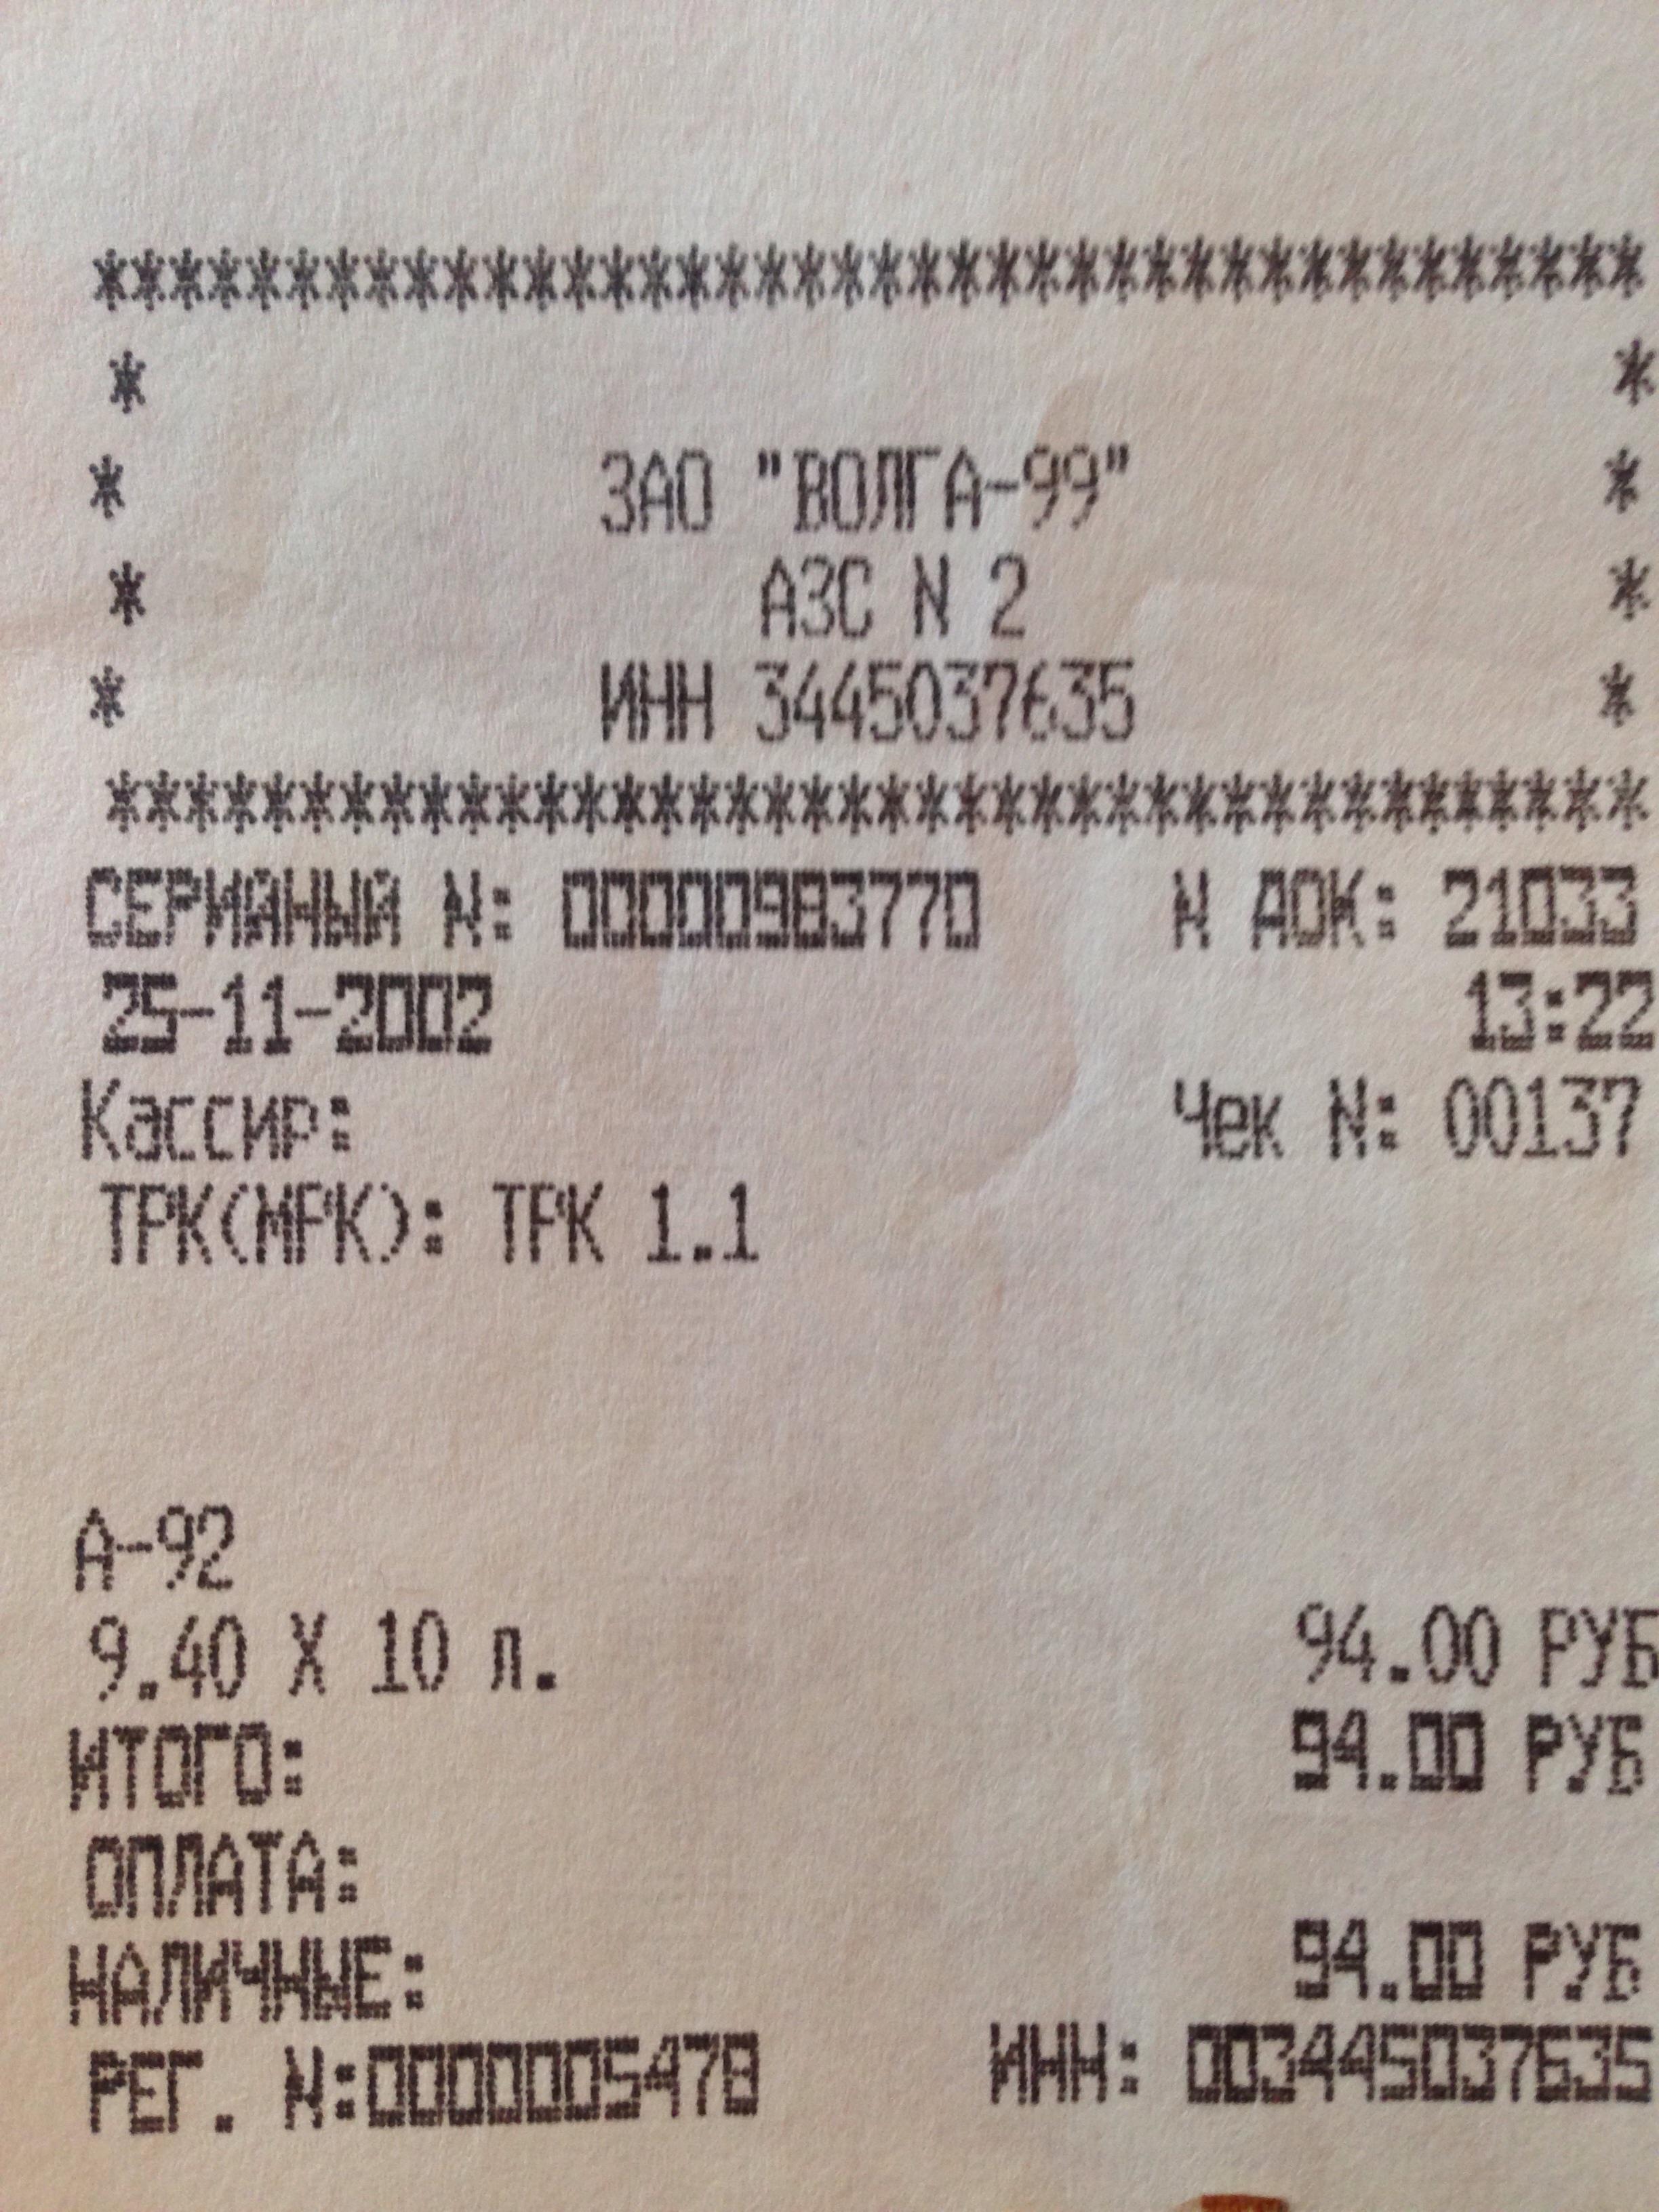 ****************************************
* *
* ЗАО "ВОЛГА-99" *
* АЗС N 2 *
* ИНН 3445037635 *
****************************************
СЕРИЙНЫЙ N: 00000983770 N АОК: 21033
25-11-2002 13:22
Кассир: Чек N: 00137
ТРК(МРК): ТРК 1.1
А-92
9.40 X 10 л. 94.00 РУБ
ИТОГО: 94.00 РУБ
ОПЛАТА:
НАЛИЧНЫЕ: 94.00 РУБ
РЕГ. N:0000005478 ИНН: 003445037635